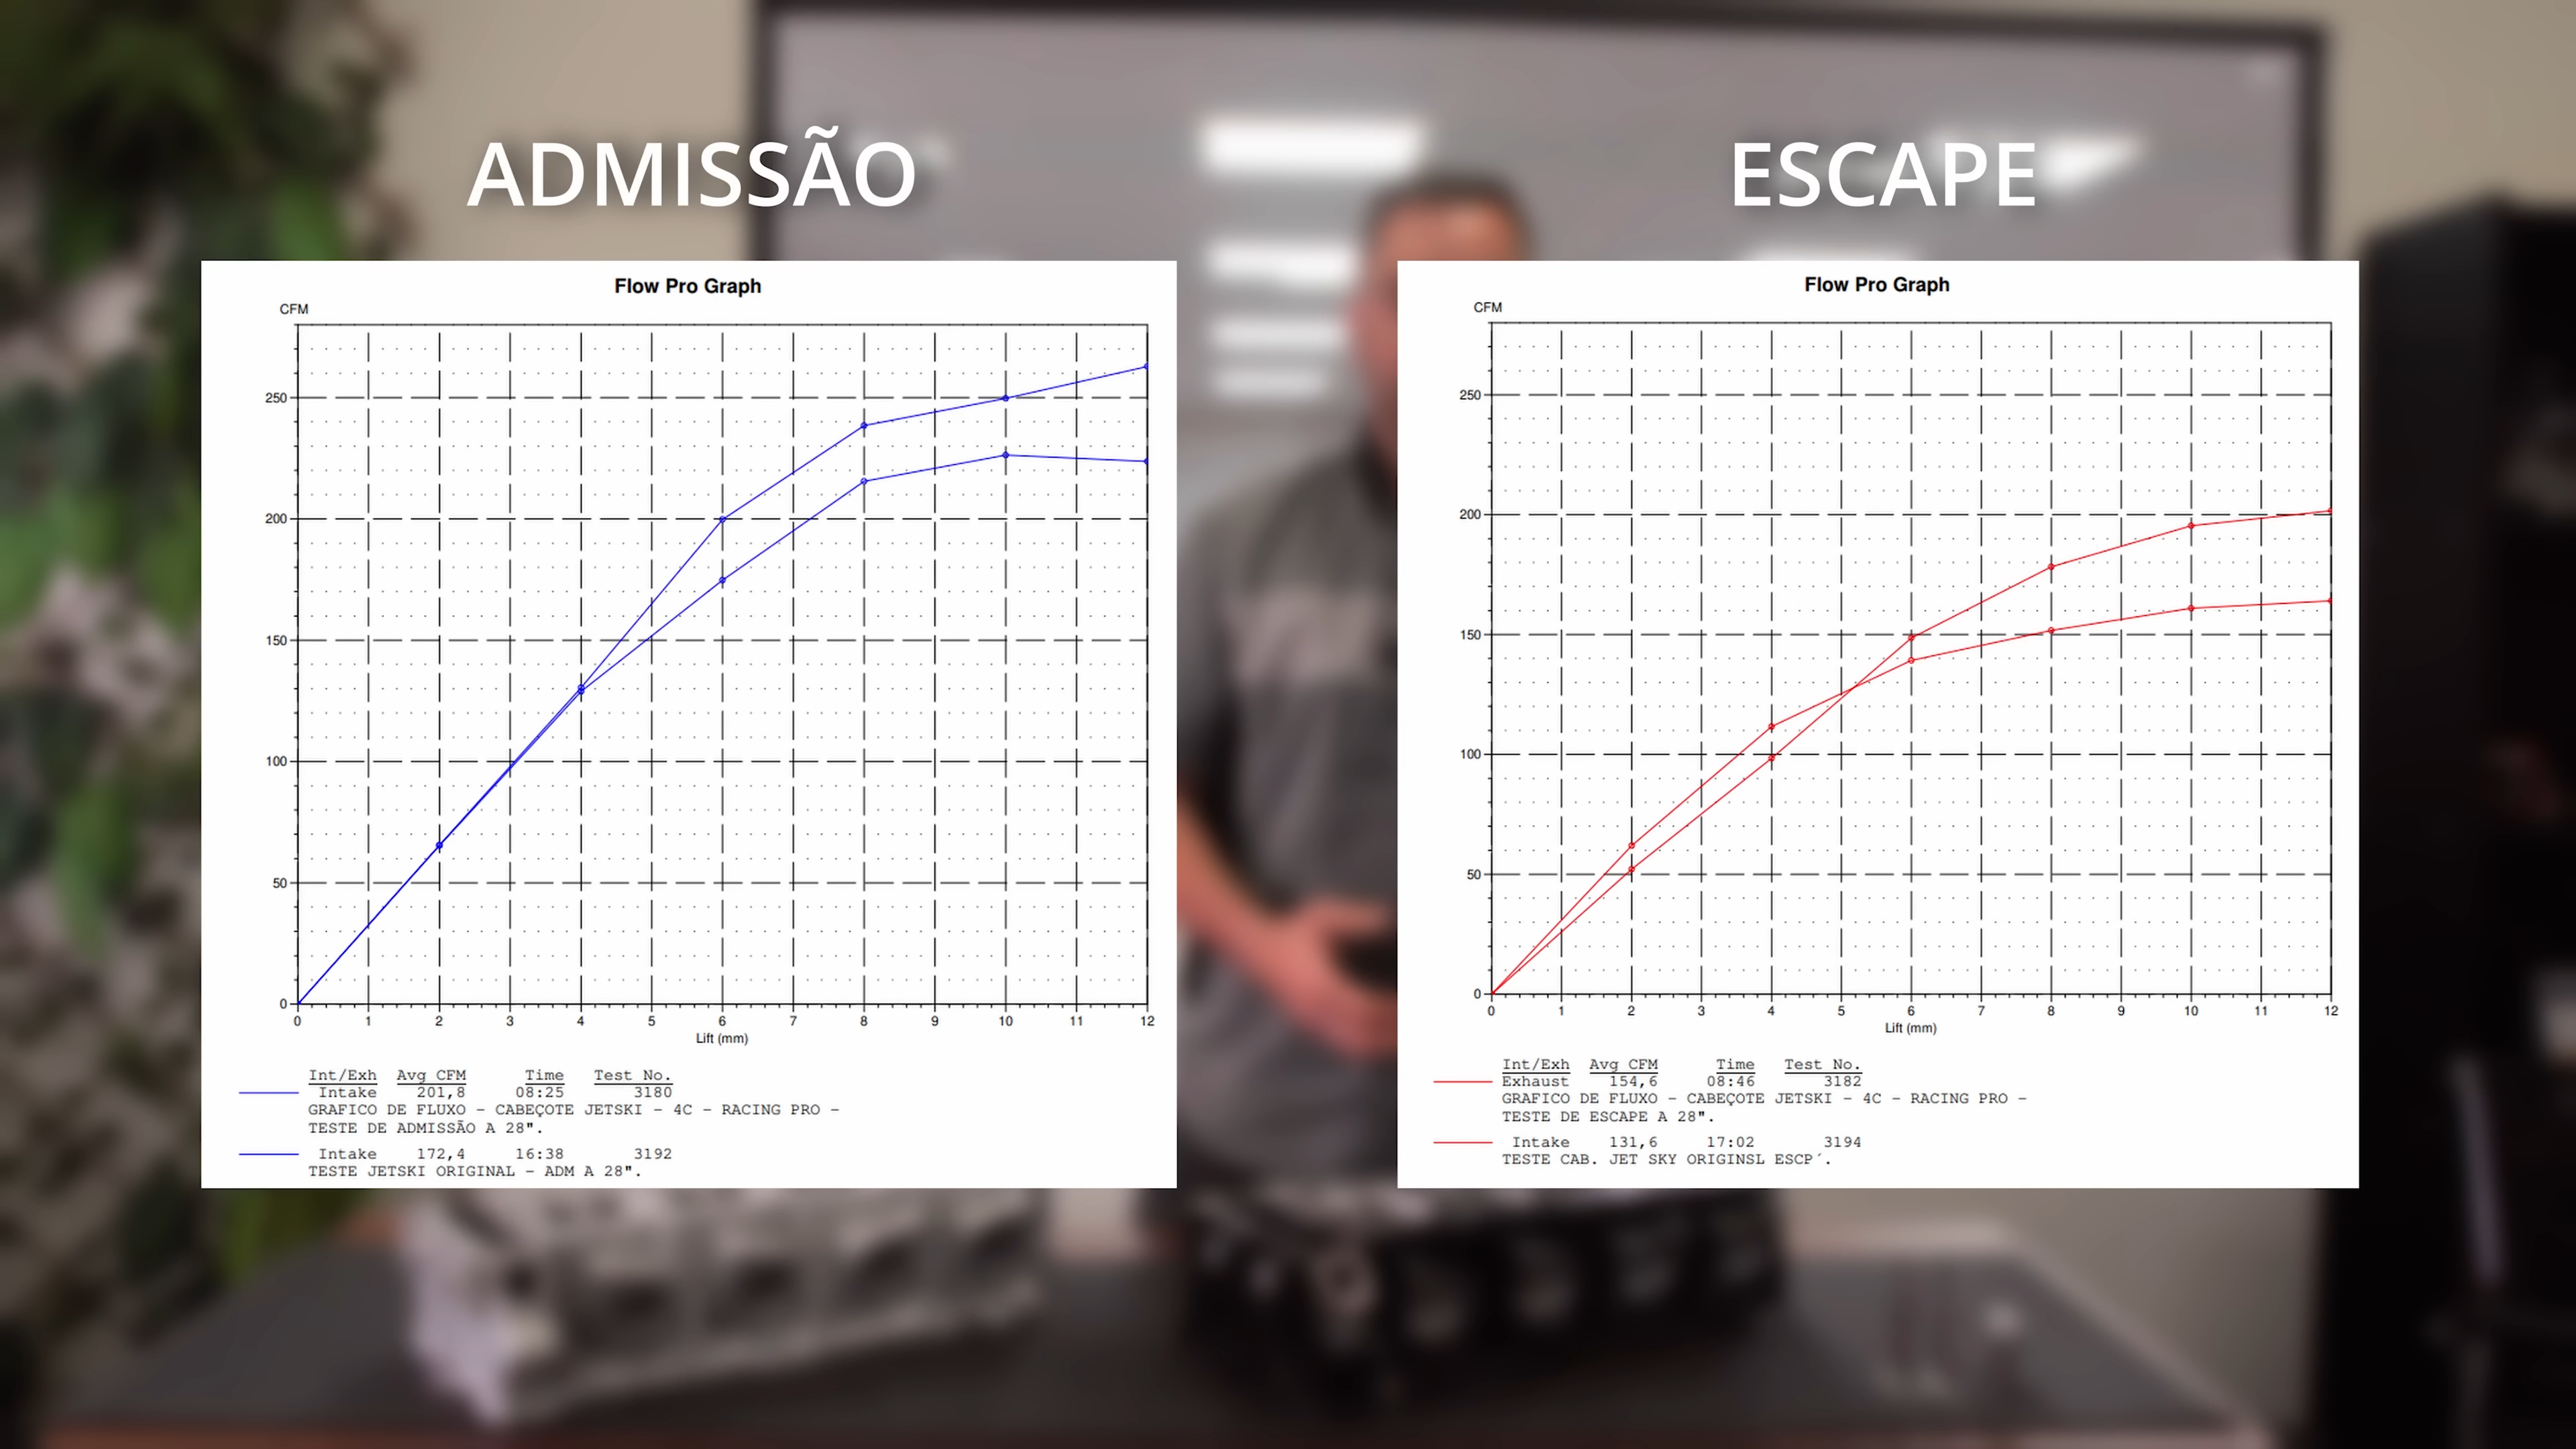 ADMISSÃO
Flow Pro Graph
CFM
250
200
150
100
50
0
0 1 2 3 4 5 6 7 8 9 10 11 12
Lift (mm)
Int/Exh Avg CFM Time Test No.
Intake 201,8 08:25 3180
GRAFICO DE FLUXO - CABEÇOTE JETSKI - 4C - RACING PRO -
TESTE DE ADMISSÃO A 28".
Intake 172,4 16:38 3192
TESTE JETSKI ORIGINAL - ADM A 28".
ESCAPE
Flow Pro Graph
CFM
250
200
150
100
50
0
0 1 2 3 4 5 6 7 8 9 10 11 12
Lift (mm)
Int/Exh Avg CFM Time Test No.
Exhaust 154,6 08:46 3182
GRAFICO DE FLUXO - CABEÇOTE JETSKI - 4C - RACING PRO -
TESTE DE ESCAPE A 28".
Intake 131,6 17:02 3194
TESTE CAB. JET SKY ORIGINSL ESCP´.